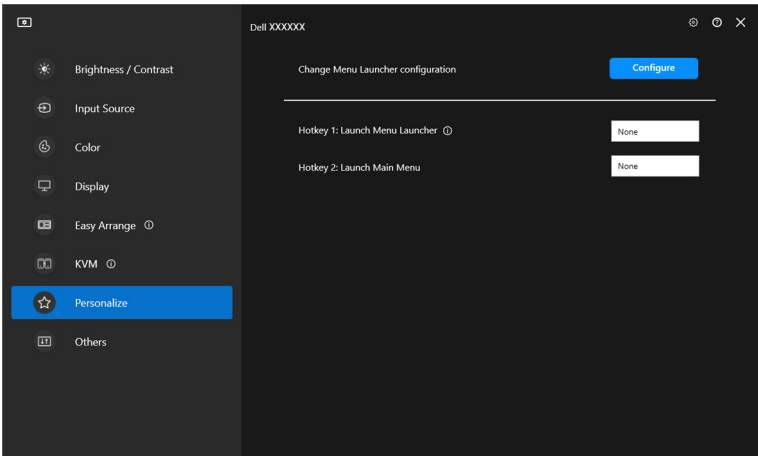 Dell XXXXXX
Brightness / Contrast
Input Source
Color
Display
Easy Arrange
KVM
Personalize
Others
Change Menu Launcher configuration
Configure
Hotkey 1: Launch Menu Launcher
None
Hotkey 2: Launch Main Menu
None